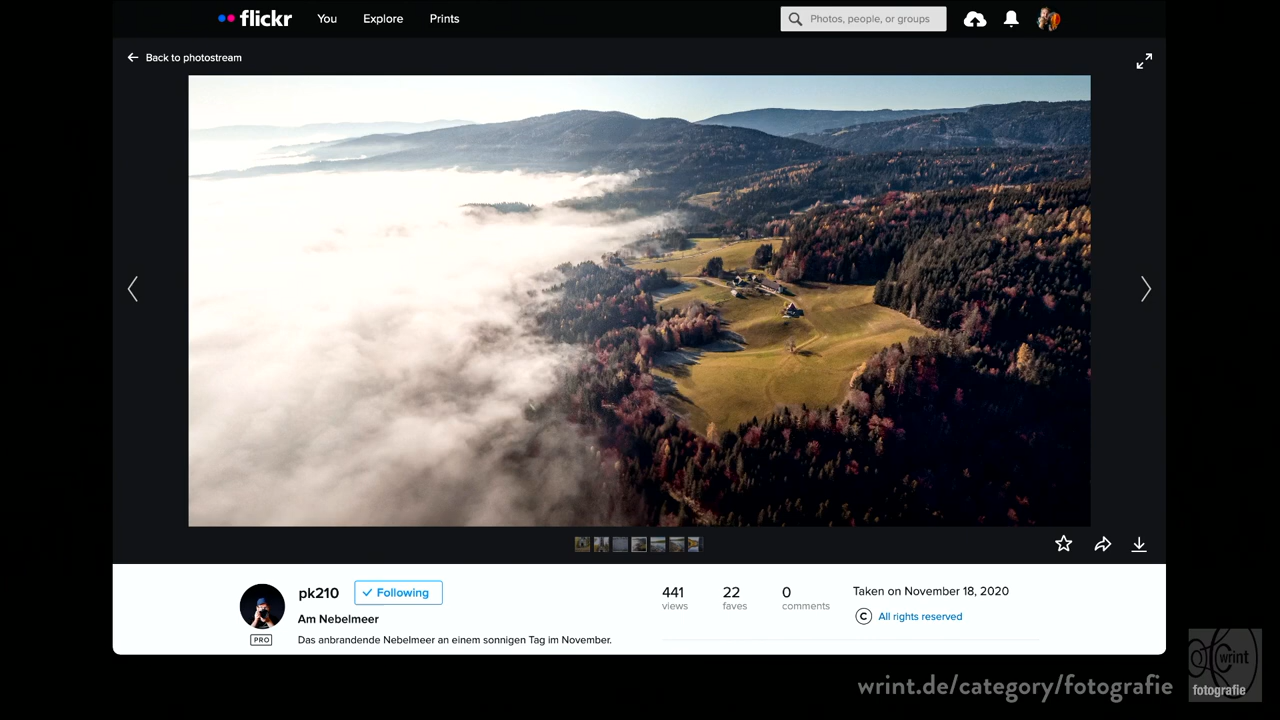 flickr You Explore Prints Photos, people, or groups
Back to photostream
pk210 Following
Am Nebelmeer
PRO Das anbrandende Nebelmeer an einem sonnigen Tag im November.
441 22 0
views faves comments
Taken on November 18, 2020
C All rights reserved
wrint.de/category/fotografie
wrint
fotografie